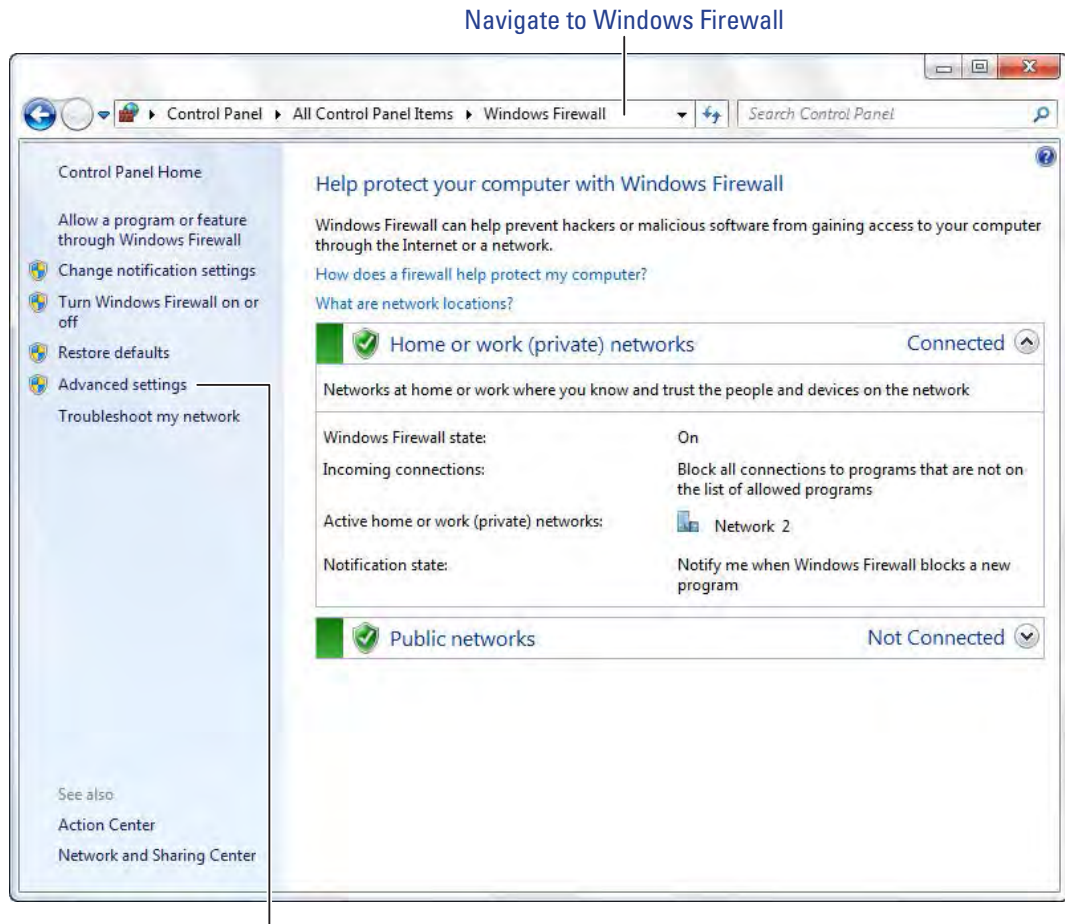 Navigate to Windows Firewall
Control Panel All Control Panel Items Windows Firewall
Search Control Panel
Control Panel Home
Allow a program or feature
through Windows Firewall
Change notification settings
Turn Windows Firewall on or
off
Restore defaults
Advanced settings
Troubleshoot my network
See also
Action Center
Network and Sharing Center
Help protect your computer with Windows Firewall
Windows Firewall can help prevent hackers or malicious software from gaining access to your computer
through the Internet or a network.
How does a firewall help protect my computer?
What are network locations?
Home or work (private) networks Connected
Networks at home or work where you know and trust the people and devices on the network
Windows Firewall state: On
Incoming connections: Block all connections to programs that are not on
the list of allowed programs
Active home or work (private) networks: Network 2
Notification state: Notify me when Windows Firewall blocks a new
program
Public networks Not Connected